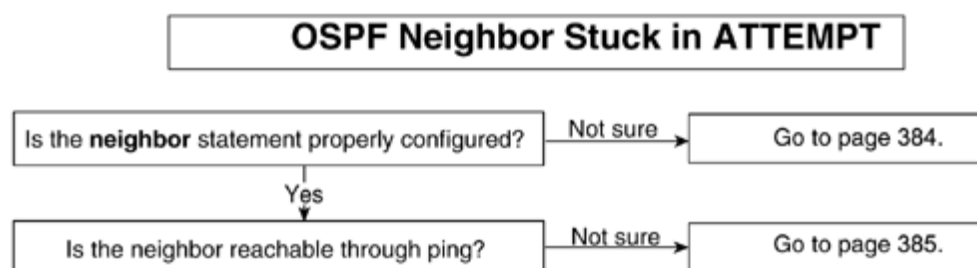 OSPF Neighbor Stuck in ATTEMPT
Is the neighbor statement properly configured?
Not sure
Go to page 384.
Yes
Is the neighbor reachable through ping?
Not sure
Go to page 385.